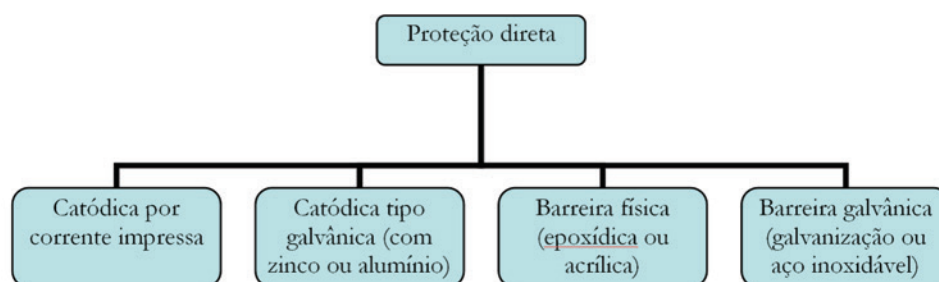 Proteção direta
Catódica por
corrente impressa
Catódica tipo
galvânica (com
zinco ou alumínio)
Barreira física
(epoxídica ou
acrílica)
Barreira galvânica
(galvanização ou
aço inoxidável)